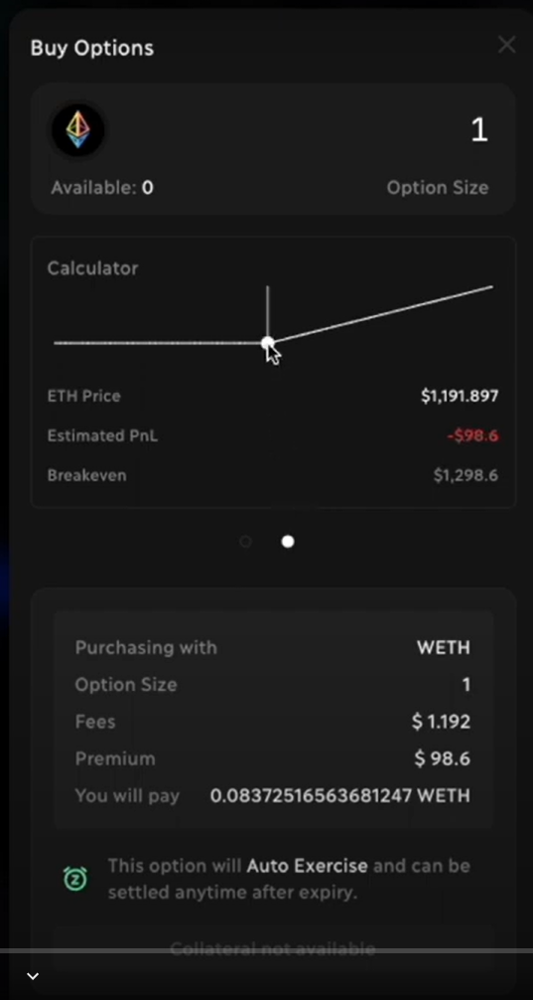 Buy Options
1
Available: 0 Option Size
Calculator
ETH Price $1,191.897
Estimated PnL -$98.6
Breakeven $1,298.6
Purchasing with WETH
Option Size 1
Fees $ 1.192
Premium $ 98.6
You will pay 0.08372516563681247 WETH
This option will Auto Exercise and can be
settled anytime after expiry.
Collateral not available